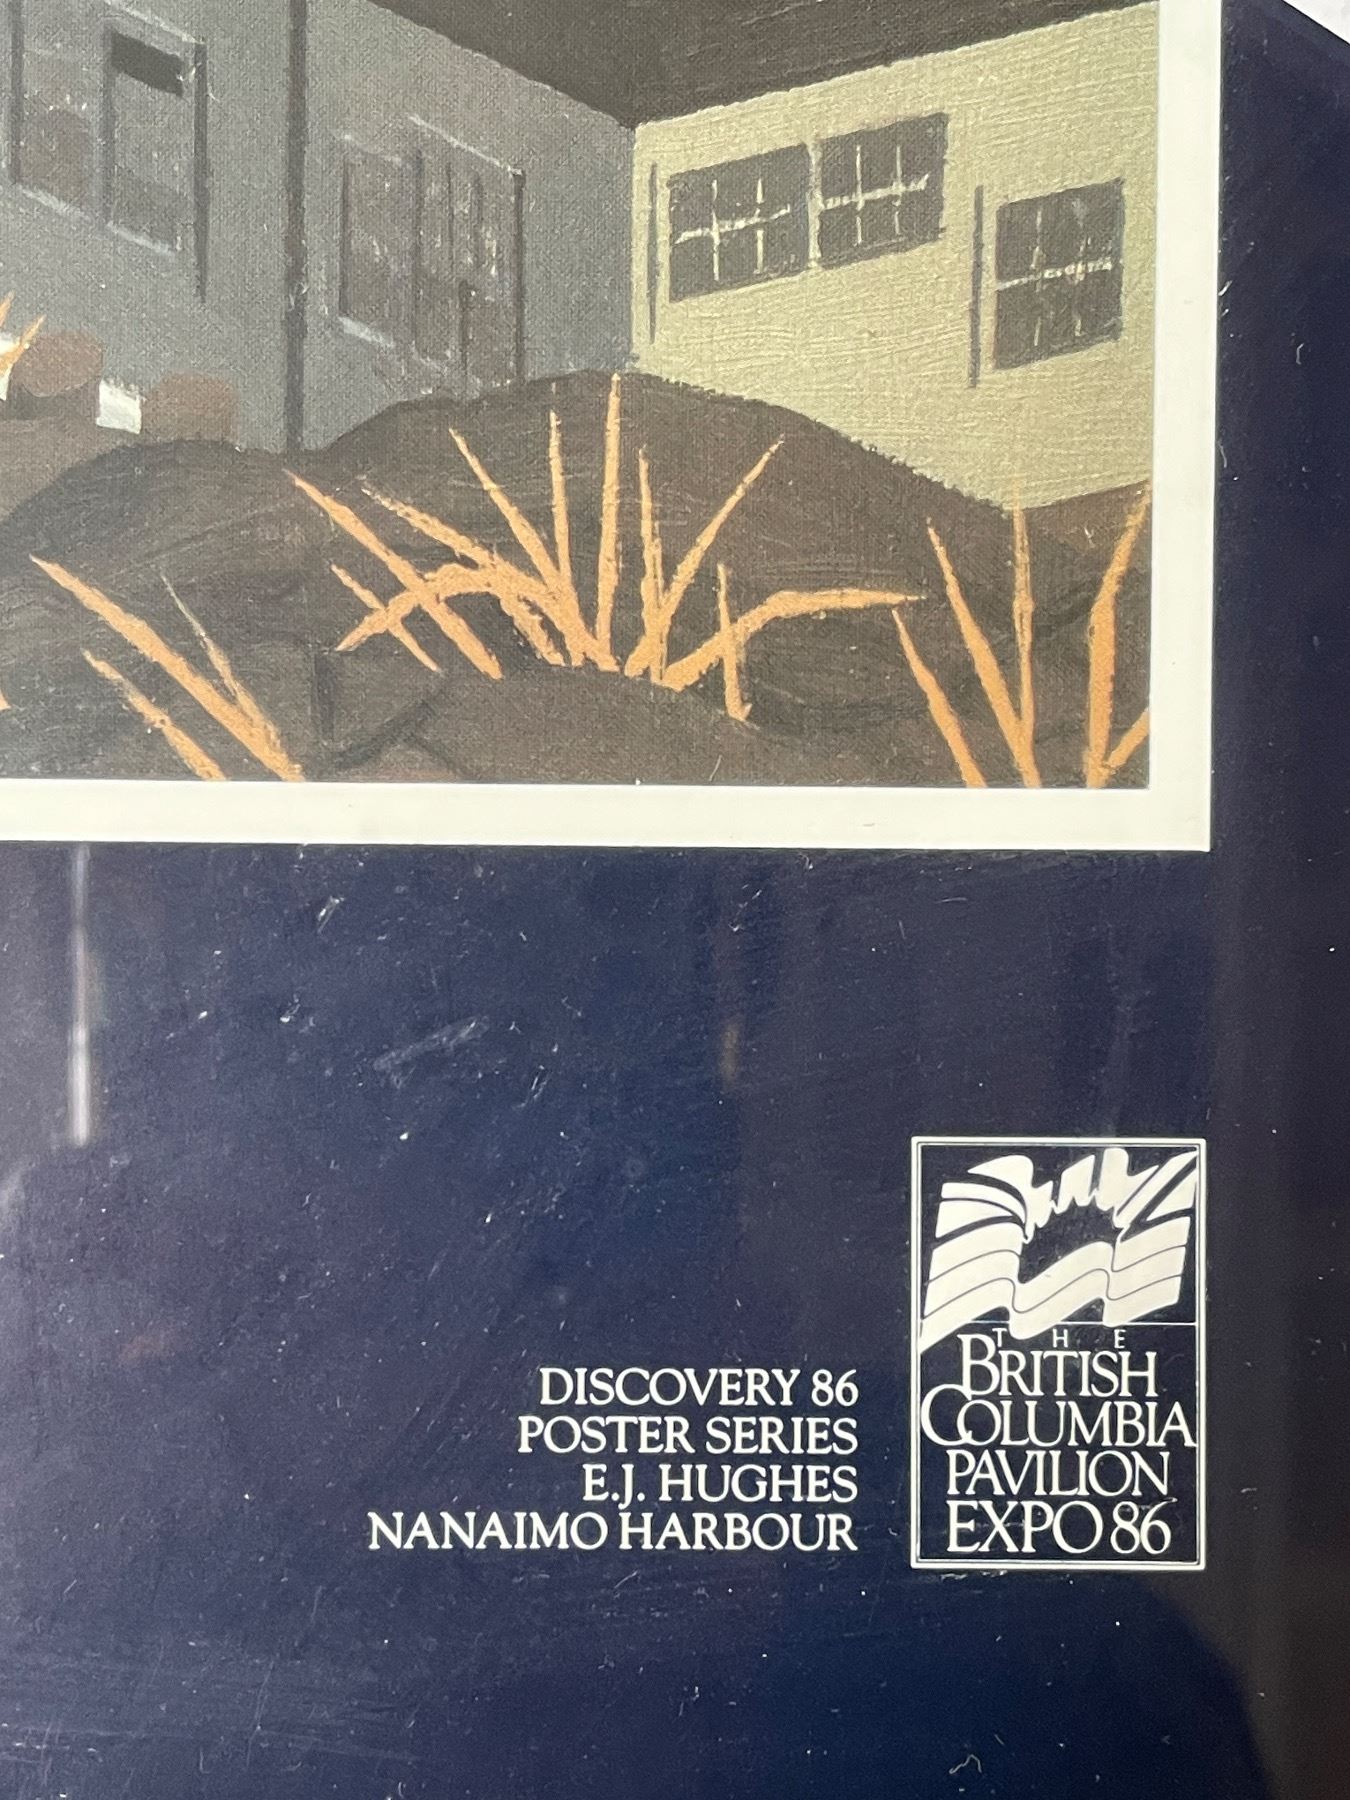 DISCOVERY 86
POSTER SERIES
E.J. HUGHES
NANAIMO HARBOUR
THE
BRITISH
COLUMBIA
PAVILION
EXPO 86